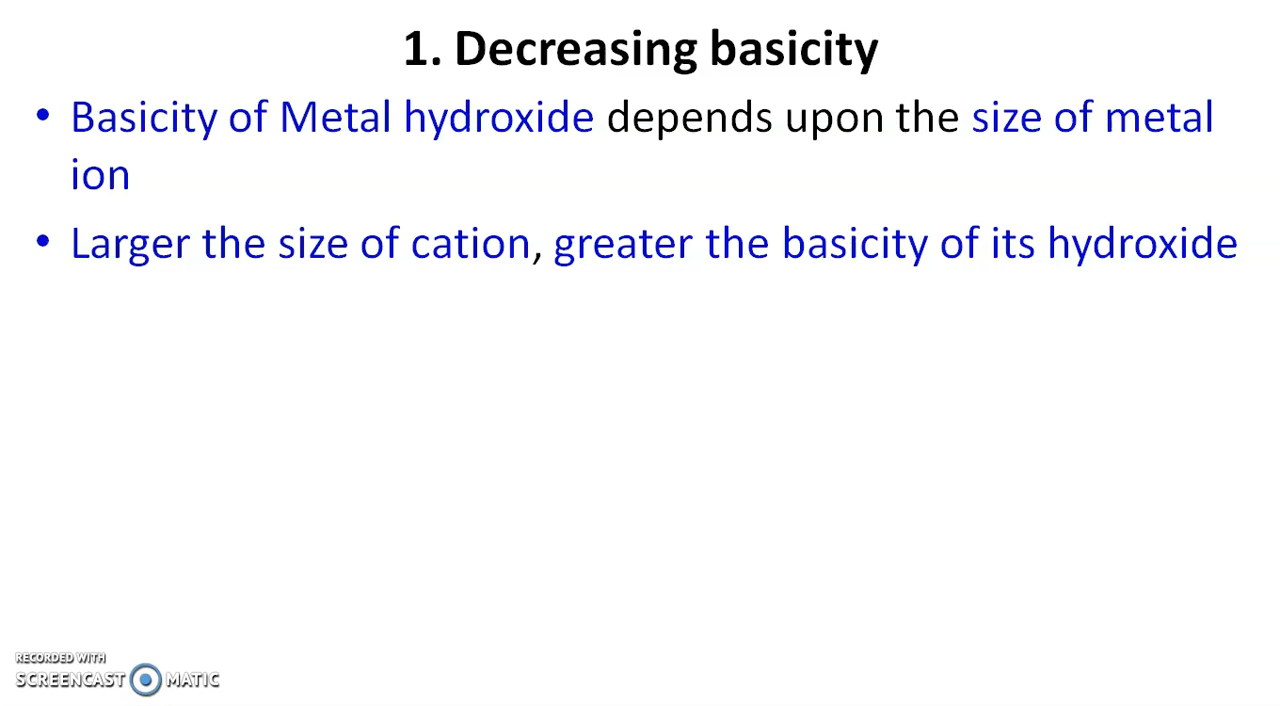 1. Decreasing basicity
• Basicity of Metal hydroxide depends upon the size of metal
ion
• Larger the size of cation, greater the basicity of its hydroxide
RECORDED WITH
SCREENCAST MATIC